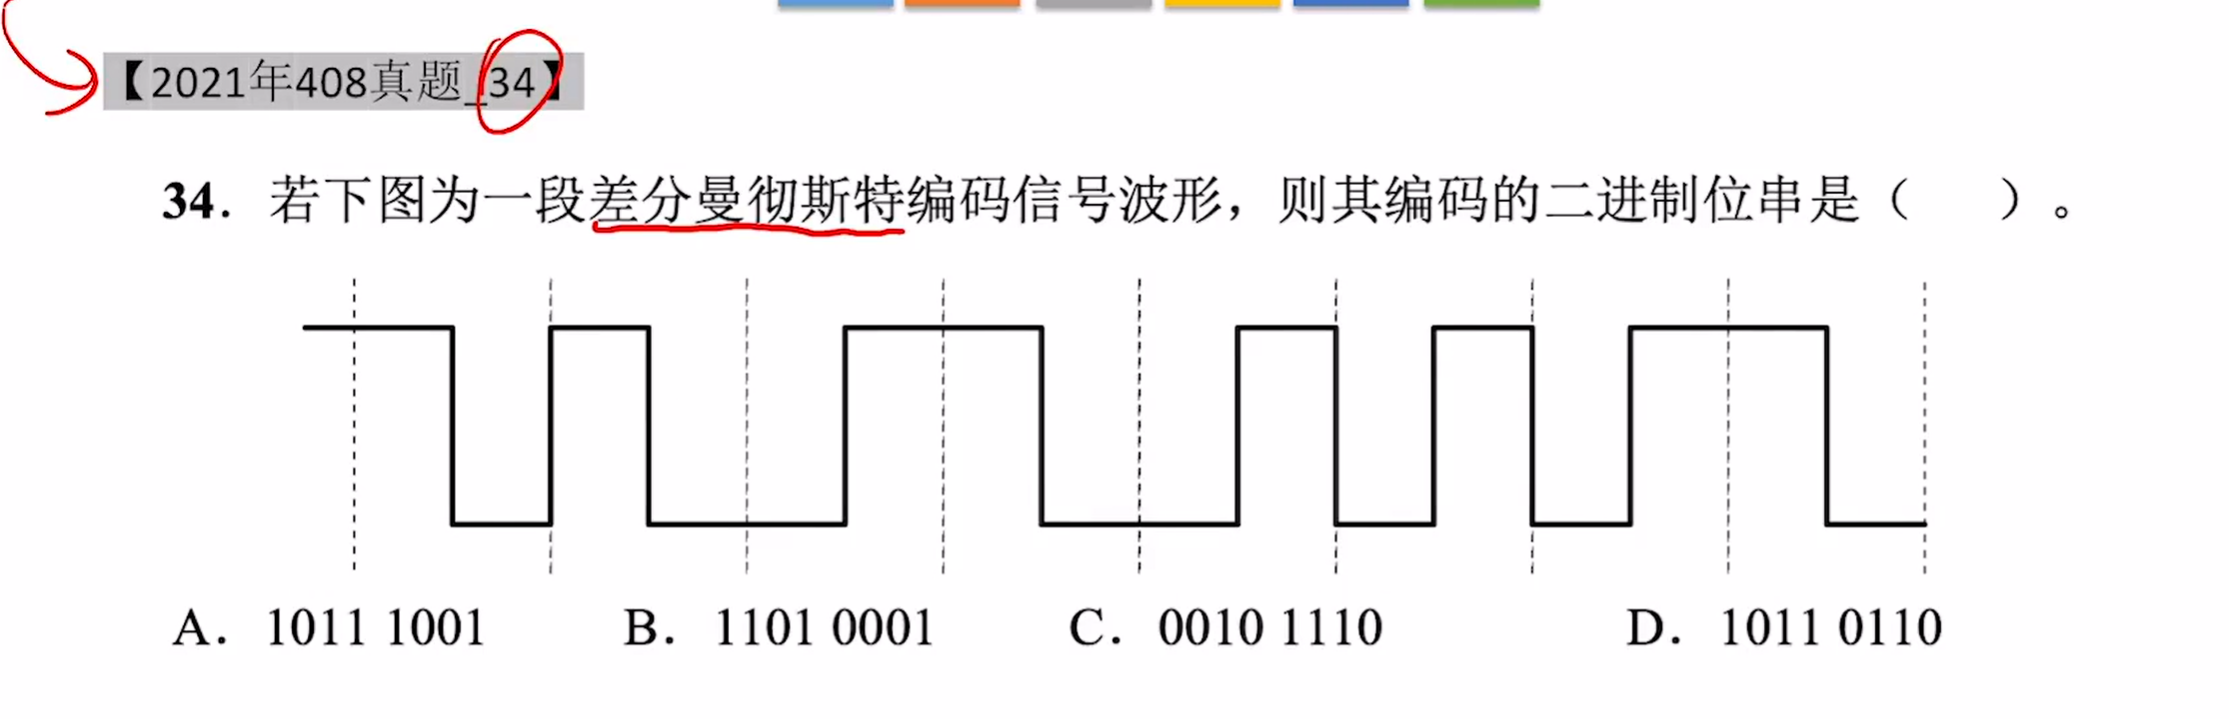 【2021年408真题_34】
34. 若下图为一段差分曼彻斯特编码信号波形，则其编码的二进制位串是（ ）。
A. 1011 1001 B. 1101 0001 C. 0010 1110 D. 1011 0110